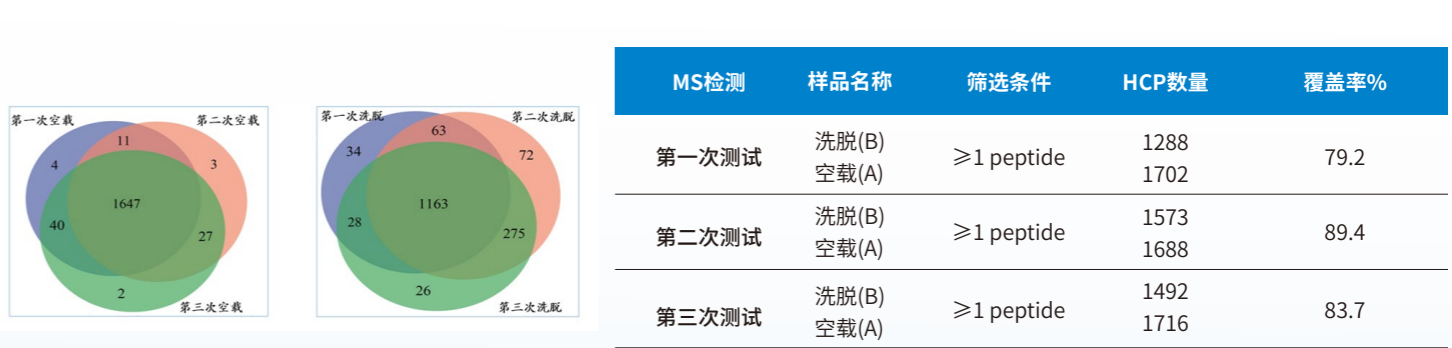 第一次空载
第二次空载
11
4
3
1647
40
27
2
第三次空载
第一次洗脱
第二次洗脱
63
34
72
1163
28
275
26
第三次洗脱
MS检测 样品名称 筛选条件 HCP数量 覆盖率%
第一次测试 洗脱(B) ≥1 peptide 1288 79.2
空载(A) 1702
第二次测试 洗脱(B) ≥1 peptide 1573 89.4
空载(A) 1688
第三次测试 洗脱(B) ≥1 peptide 1492 83.7
空载(A) 1716